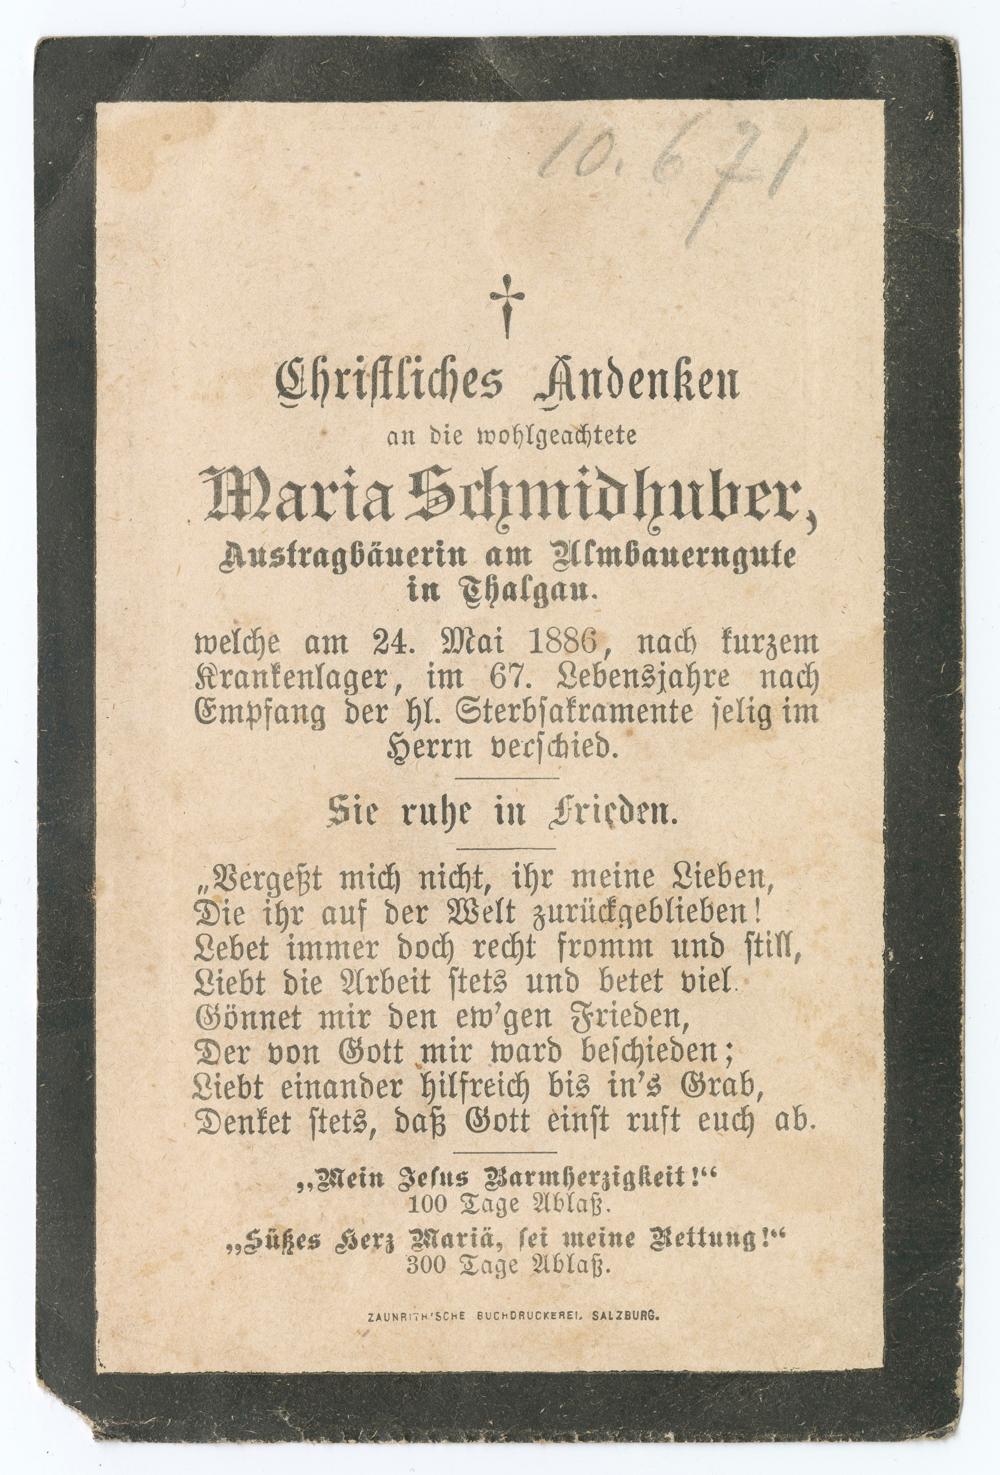 10.671
Christliches Andenken
an die wohlgeachtete
Maria Schmidhuber,
Austragbäuerin am Almbauerngute
in Thalgau.
welche am 24. Mai 1886, nach kurzem
Krankenlager, im 67. Lebensjahre nach
Empfang der hl. Sterbsakramente selig im
Herrn verschied.
Sie ruhe in Frieden.
„Vergeßt mich nicht, ihr meine Lieben,
Die ihr auf der Welt zurückgeblieben!
Lebet immer doch recht fromm und still,
Liebt die Arbeit stets und betet viel.
Gönnet mir den ew'gen Frieden,
Der von Gott mir ward beschieden;
Liebt einander hilfreich bis in's Grab,
Denket stets, daß Gott einst ruft euch ab.
„Mein Jesus Barmherzigkeit!“
100 Tage Ablaß.
„Süßes Herz Mariä, sei meine Rettung!“
300 Tage Ablaß.
ZAUNRITH'SCHE BUCHDRUCKEREI, SALZBURG.